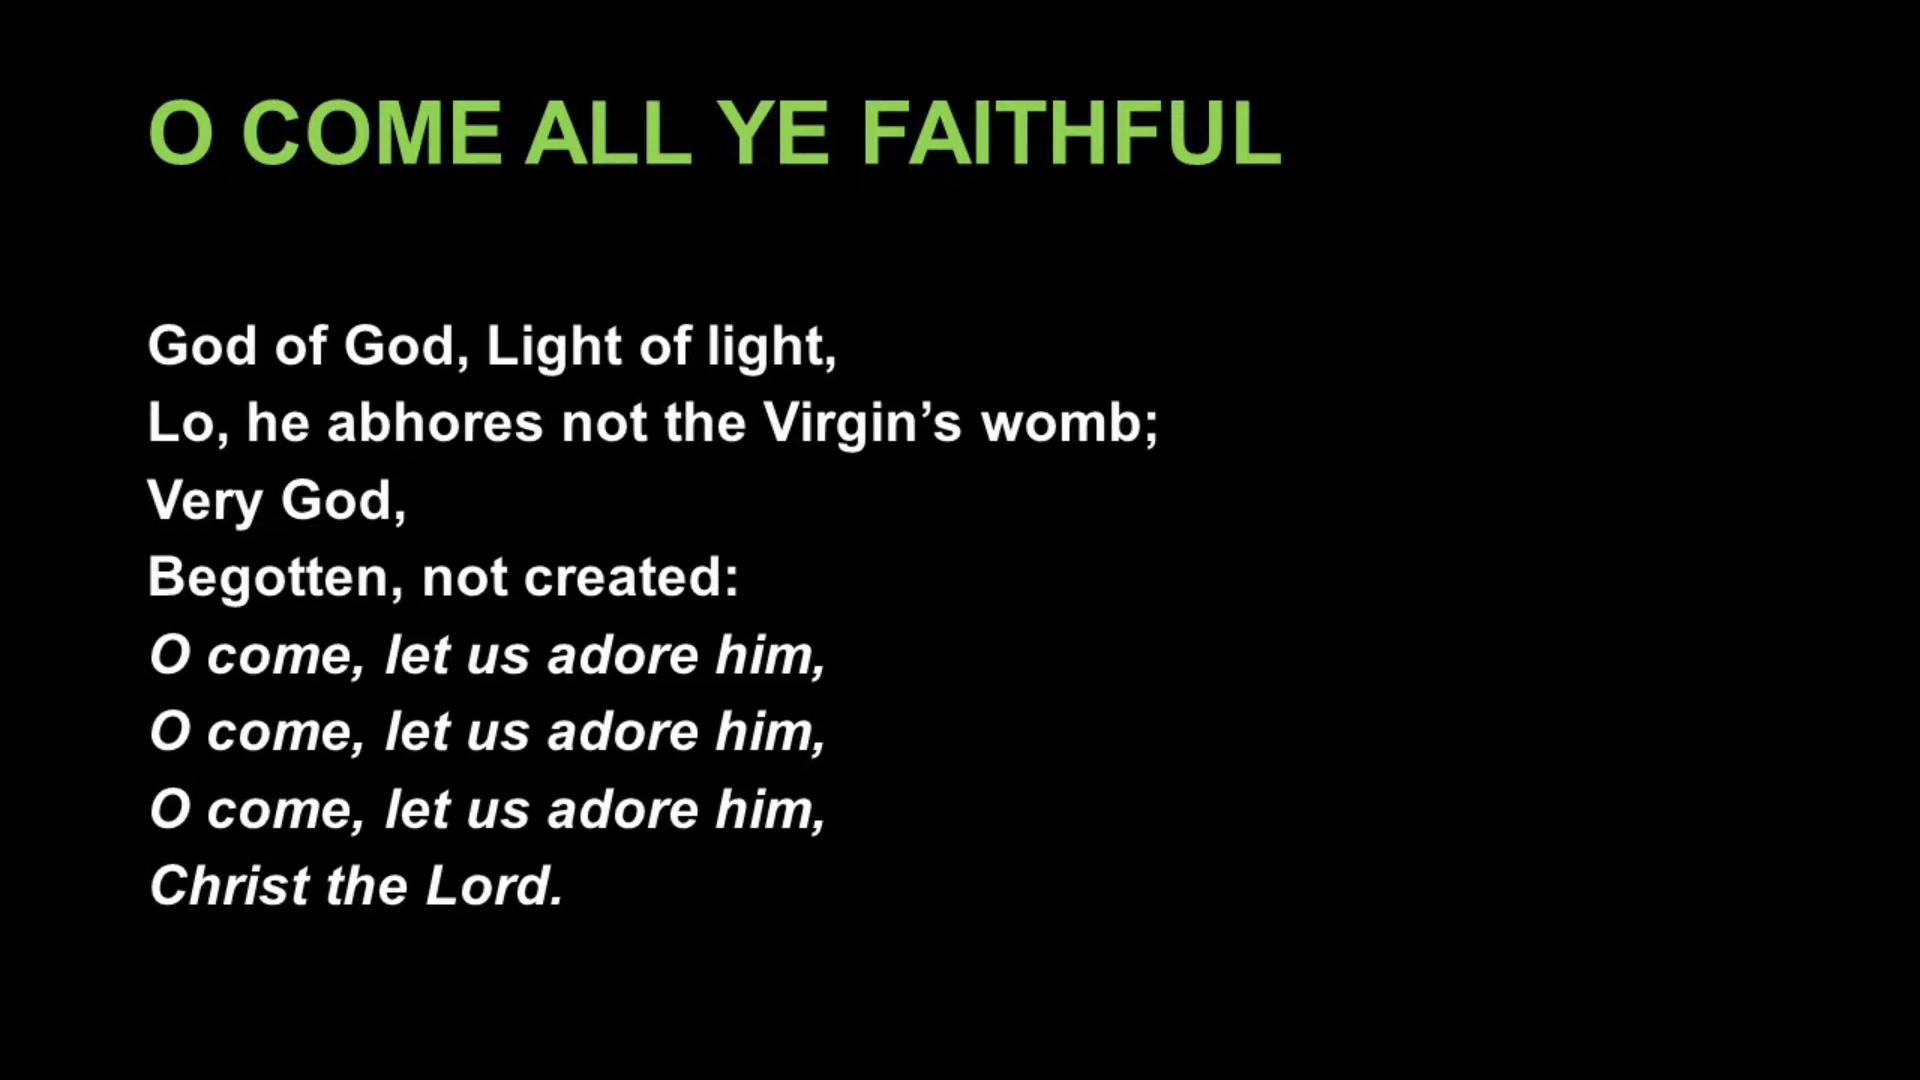 O COME ALL YE FAITHFUL
God of God, Light of light,
Lo, he abhores not the Virgin’s womb;
Very God,
Begotten, not created:
O come, let us adore him,
O come, let us adore him,
O come, let us adore him,
Christ the Lord.